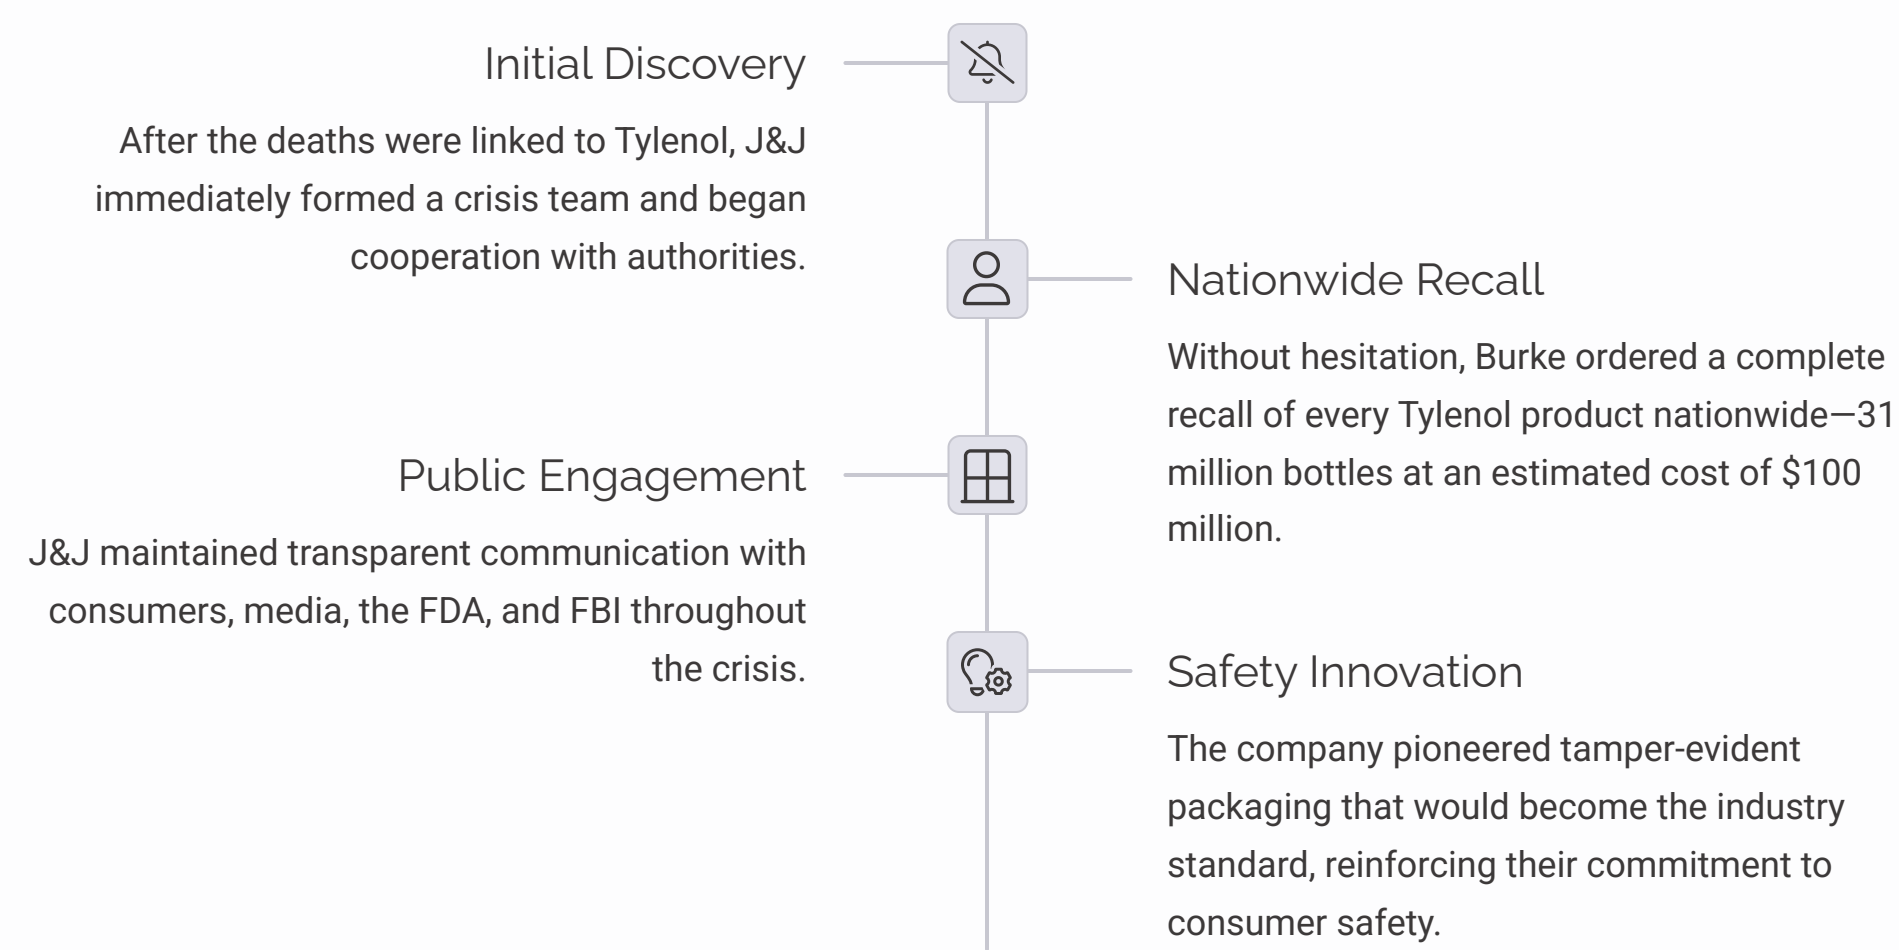 Initial Discovery
After the deaths were linked to Tylenol, J&J
immediately formed a crisis team and began
cooperation with authorities.
Nationwide Recall
Without hesitation, Burke ordered a complete
recall of every Tylenol product nationwide—31
million bottles at an estimated cost of $100
million.
Public Engagement
J&J maintained transparent communication with
consumers, media, the FDA, and FBI throughout
the crisis.
Safety Innovation
The company pioneered tamper-evident
packaging that would become the industry
standard, reinforcing their commitment to
consumer safety.